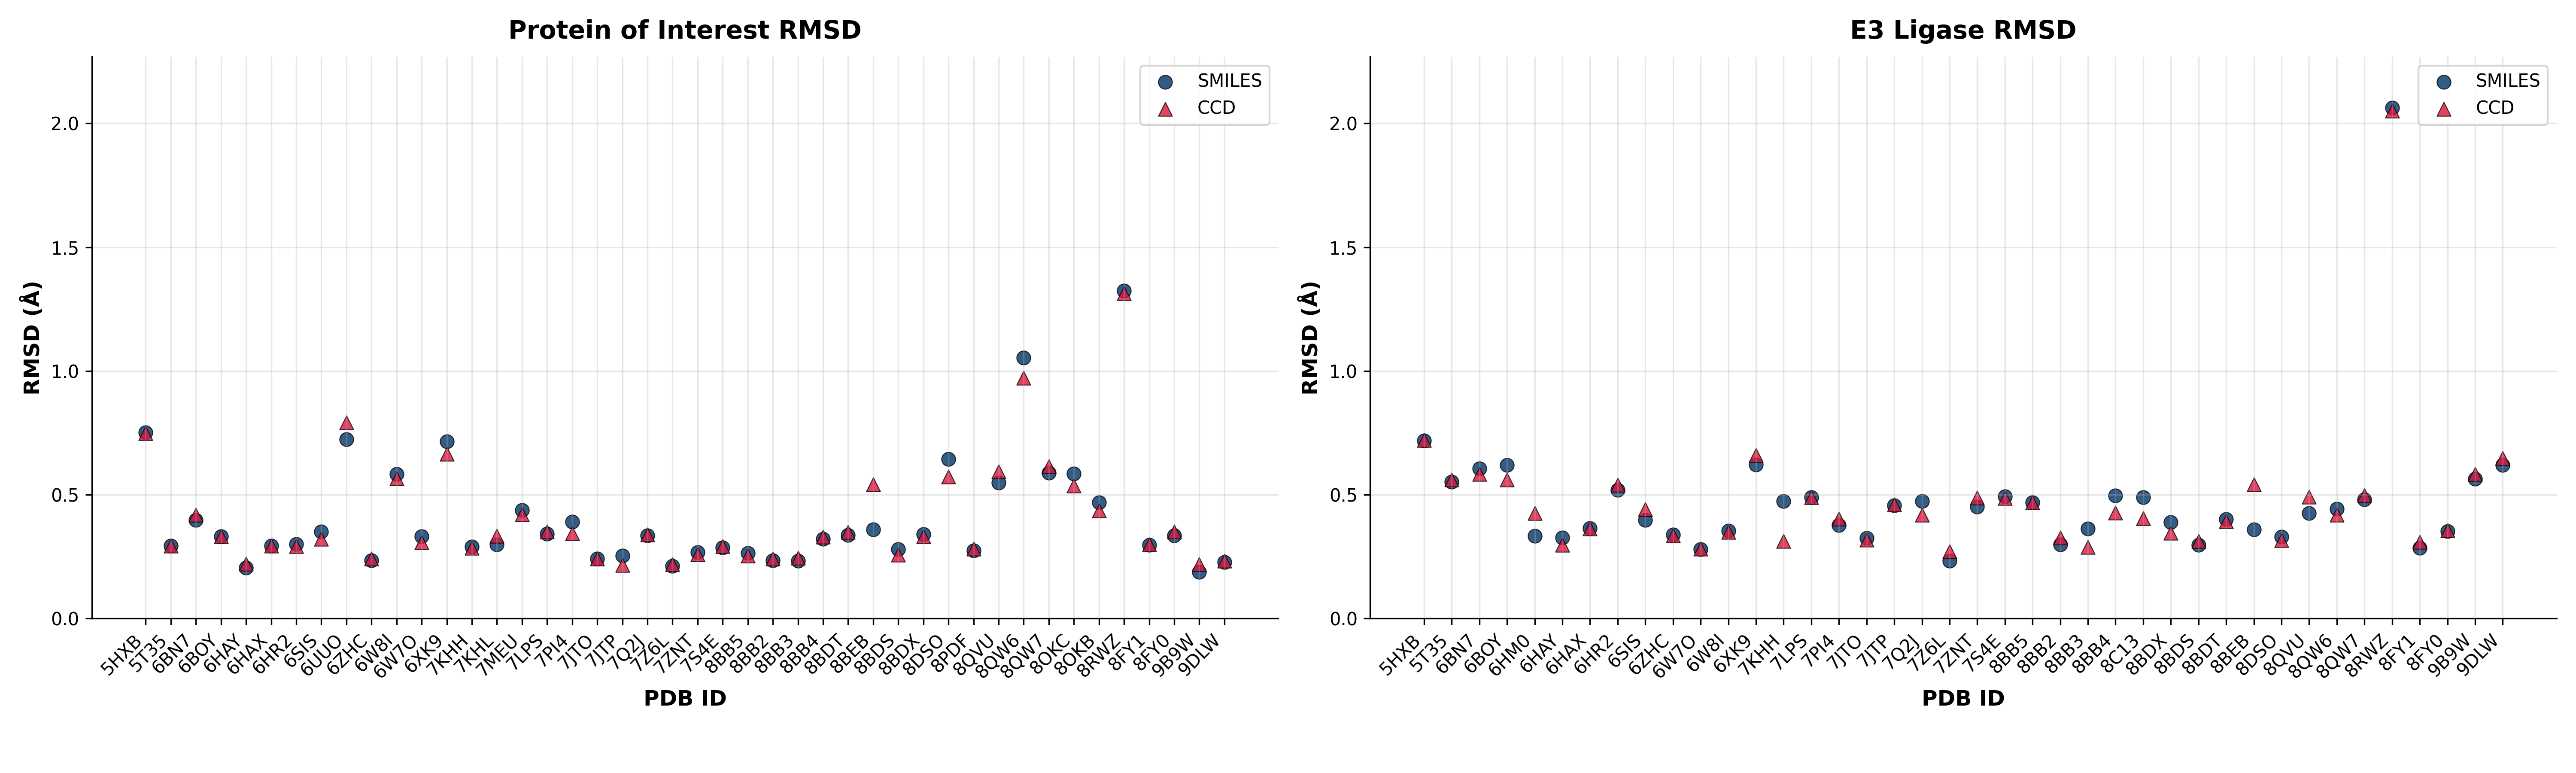 Protein of Interest RMSD
SMILES
CCD
2.0
1.5
1.0
0.5
0.0
RMSD (Å)
5HXB
5T35
6BN7
6BOY
6HAY
6HAX
6HR2
6SIS
6UUO
6ZHC
6W8I
6W7O
6XK9
7KHH
7KHL
7MEU
7LPS
7PI4
7JTO
7JTP
7Q2J
7Z6L
7ZNT
7S4E
8BB5
8BB2
8BB3
8BB4
8BDT
8BEB
8BDS
8BDX
8DSO
8PDF
8QVU
8QW6
8QW7
8OKC
8OKB
8RWZ
8FY1
8FY0
9B9W
9DLW
PDB ID
E3 Ligase RMSD
SMILES
CCD
2.0
1.5
1.0
0.5
0.0
RMSD (Å)
5HXB
5T35
6BN7
6BOY
6HM0
6HAY
6HAX
6HR2
6SIS
6ZHC
6W7O
6W8I
6XK9
7KHH
7LPS
7PI4
7JTO
7JTP
7Q2J
7Z6L
7ZNT
7S4E
8BB5
8BB2
8BB3
8BB4
8C13
8BDX
8BDS
8BDT
8BEB
8DSO
8QVU
8QW6
8QW7
8RWZ
8FY1
8FY0
9B9W
9DLW
PDB ID